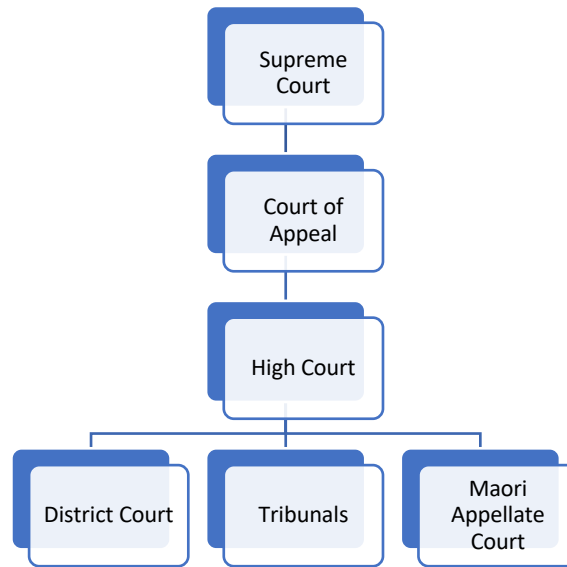 Supreme
Court
Court of
Appeal
High Court
District Court
Tribunals
Maori
Appellate
Court